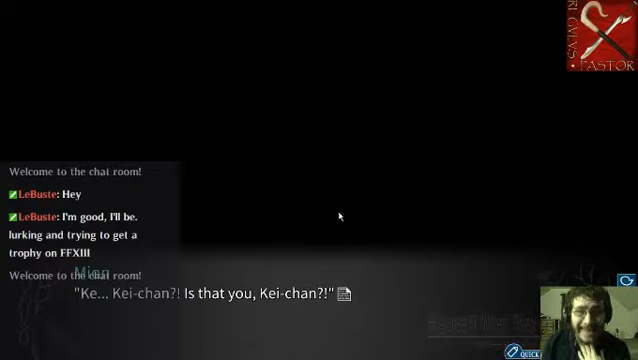 PASTOR
Welcome to the chat room!
LeBuste: Hey
LeBuste: I'm good, I'll be.
lurking and trying to get a
trophy on FFXIII
Mion
Welcome to the chat room!
"Ke... Kei-chan?! Is that you, Kei-chan?!"
QUICK